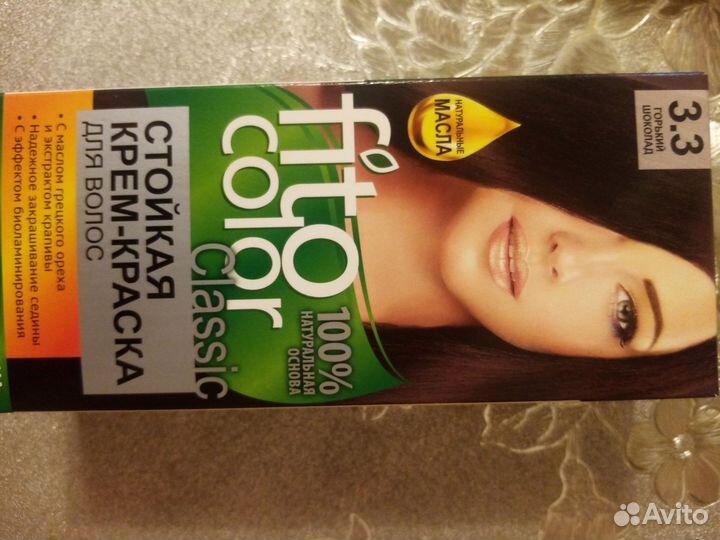 3.3
ГОРЬКИЙ
ШОКОЛАД
НАТУРАЛЬНЫЕ
МАСЛА
fito
color
Classic
100%
НАТУРАЛЬНАЯ
ОСНОВА
СТОЙКАЯ
КРЕМ-КРАСКА
ДЛЯ ВОЛОС
• С маслом грецкого ореха
и экстрактом крапивы
• Надежное закрашивание седины
• С эффектом биоламинирования
Avito